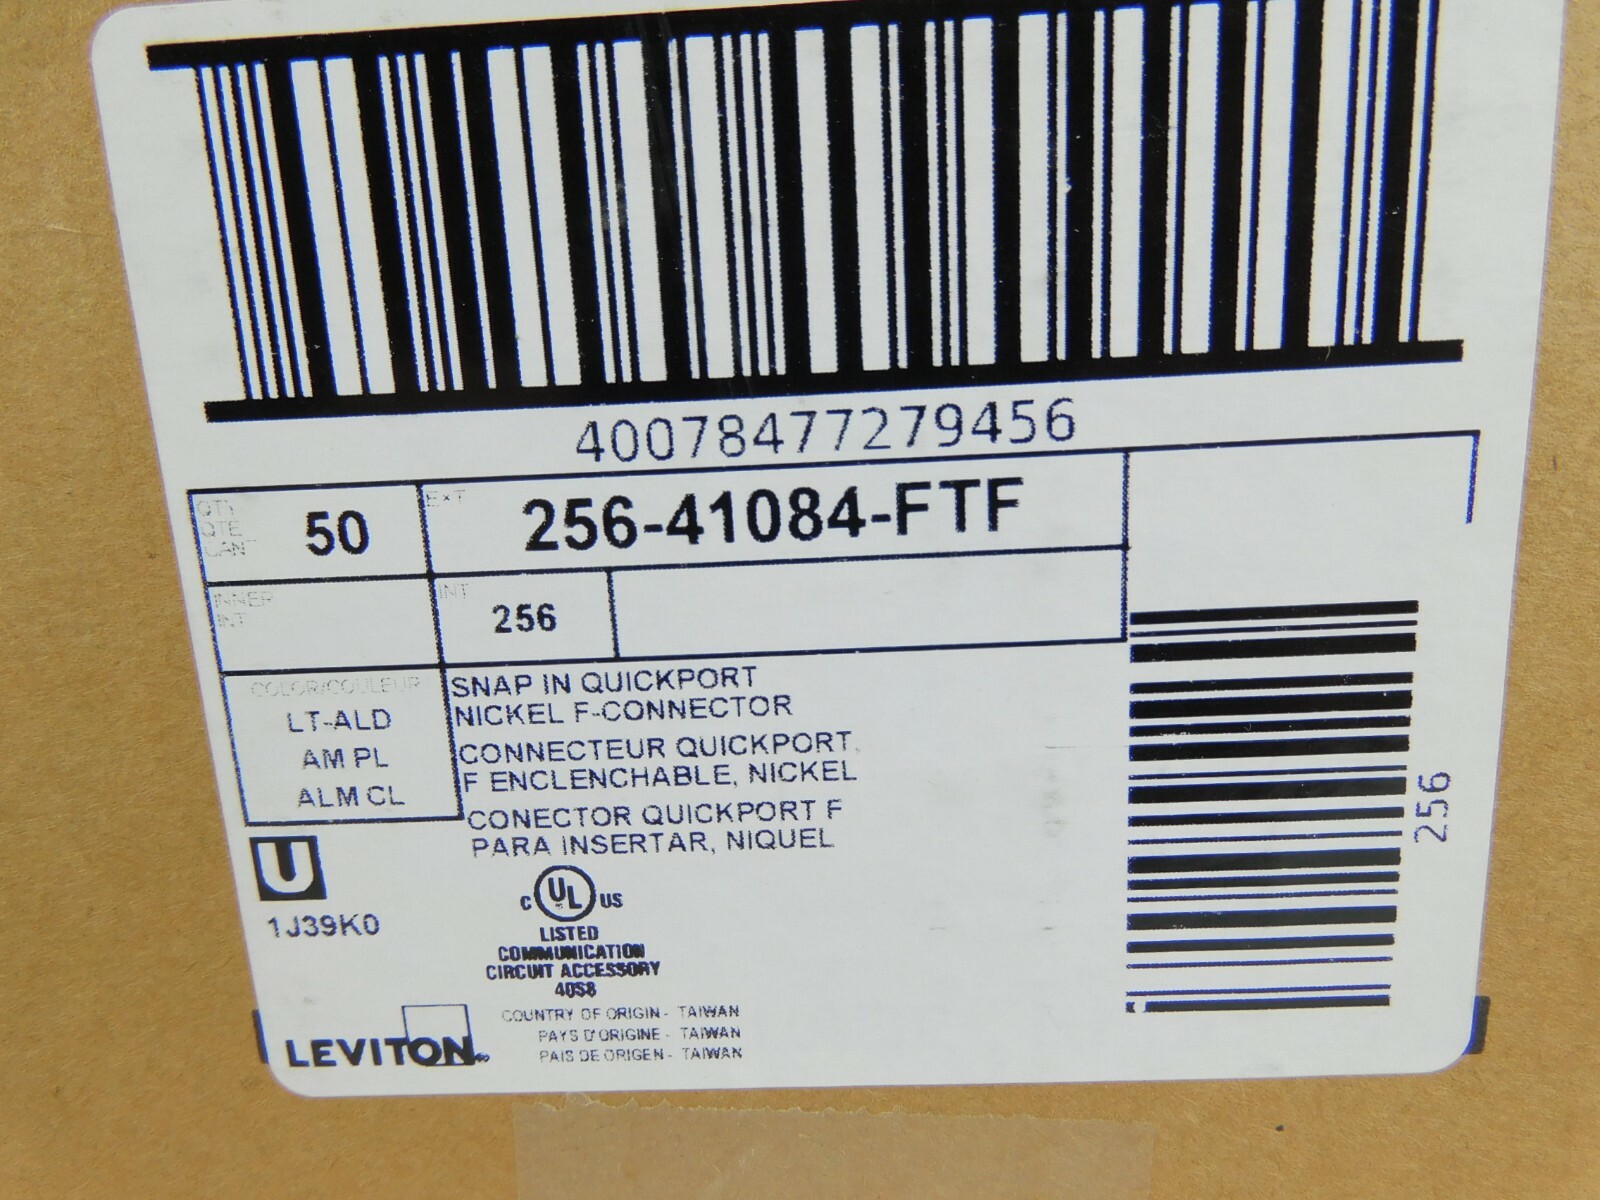 40078477279456
QTY
QTE
CANT
50
EXT
256-41084-FTF
INNER
INT
INT
256
COLOR/COULEUR
LT-ALD
AM PL
ALM CL
SNAP IN QUICKPORT
NICKEL F-CONNECTOR
CONNECTEUR QUICKPORT,
F ENCLENCHABLE, NICKEL
CONECTOR QUICKPORT F
PARA INSERTAR, NIQUEL
256
U
1J39K0
C UL US
LISTED
COMMUNICATION
CIRCUIT ACCESSORY
40S8
COUNTRY OF ORIGIN - TAIWAN
PAYS D'ORIGINE - TAIWAN
PAIS DE ORIGEN - TAIWAN
LEVITON